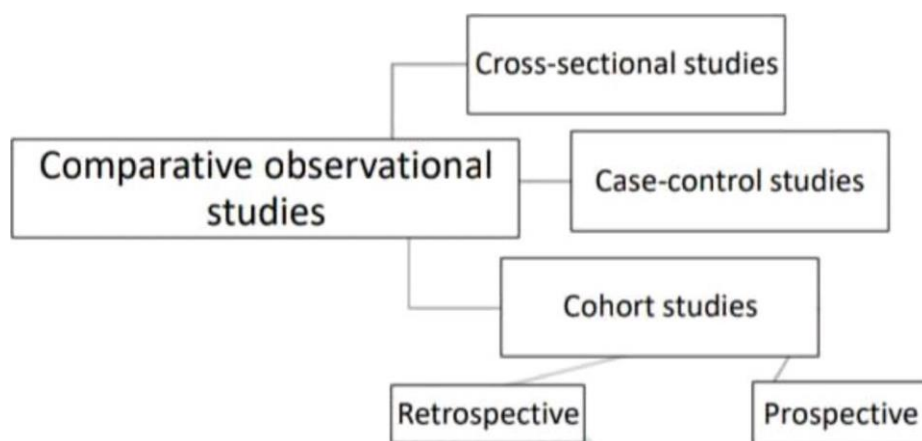 Cross-sectional studies
Comparative observational
studies
Case-control studies
Cohort studies
Retrospective
Prospective